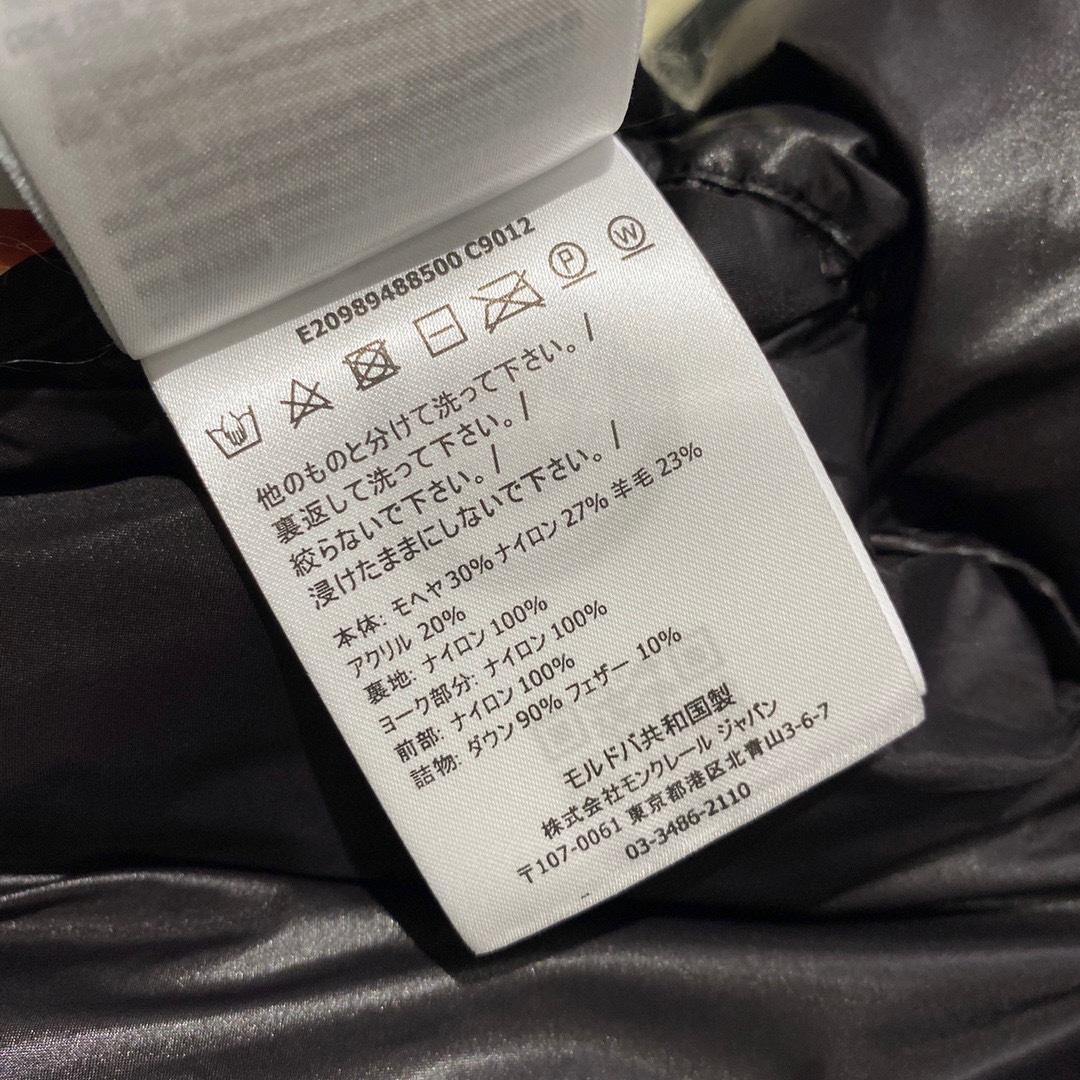 E20989488500 C9012
P W
他のものと分けて洗って下さい。/
裏返して洗って下さい。/
絞らないで下さい。/
浸けたままにしないで下さい。/
本体: モヘヤ 30% ナイロン 27% 羊毛 23%
アクリル 20%
裏地: ナイロン 100%
ヨーク部分: ナイロン 100%
前部: ナイロン 100%
詰物: ダウン 90% フェザー 10%
モルドバ共和国製
株式会社モンクレール ジャパン
〒107-0061 東京都港区北青山3-6-7
03-3486-2110